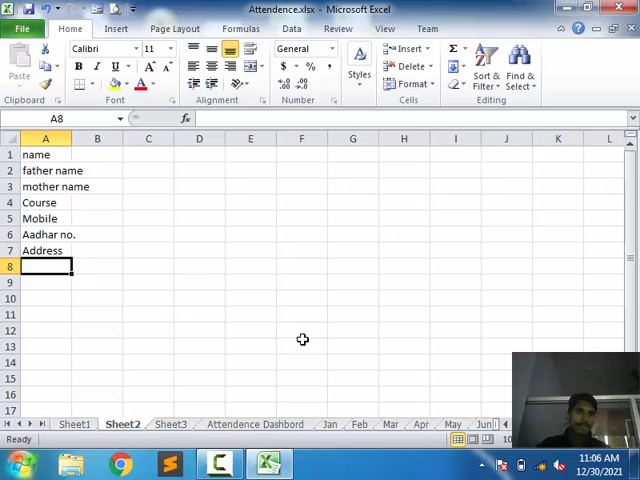 Attendence.xlsx - Microsoft Excel
File Home Insert Page Layout Formulas Data Review View Team
Paste Calibri 11 A A General Styles Insert Delete Format Sort & Filter Find & Select
B I U $ % ,
Clipboard Font Alignment Number Cells Editing
A8 fx
A B C D E F G H I J K L
1 name
2 father name
3 mother name
4 Course
5 Mobile
6 Aadhar no.
7 Address
8
9
10
11
12
13
14
15
16
17
Sheet1 Sheet2 Sheet3 Attendence Dashbord Jan Feb Mar Apr May Jun
Ready
11:06 AM
12/30/2021